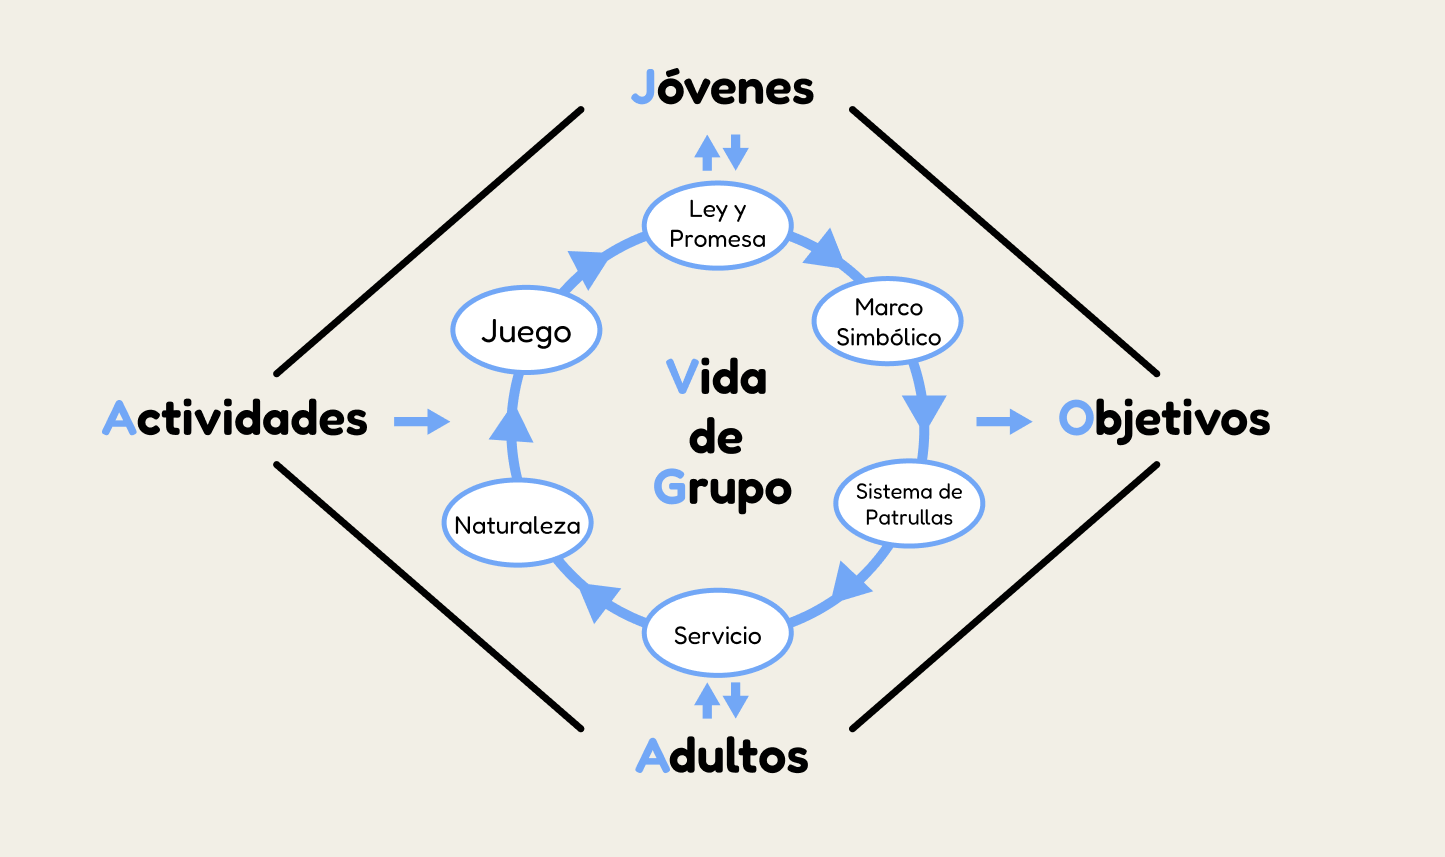 Jóvenes
Ley y
Promesa
Marco
Simbólico
Juego
Vida
de
Grupo
Actividades
Objetivos
Sistema de
Patrullas
Naturaleza
Servicio
Adultos